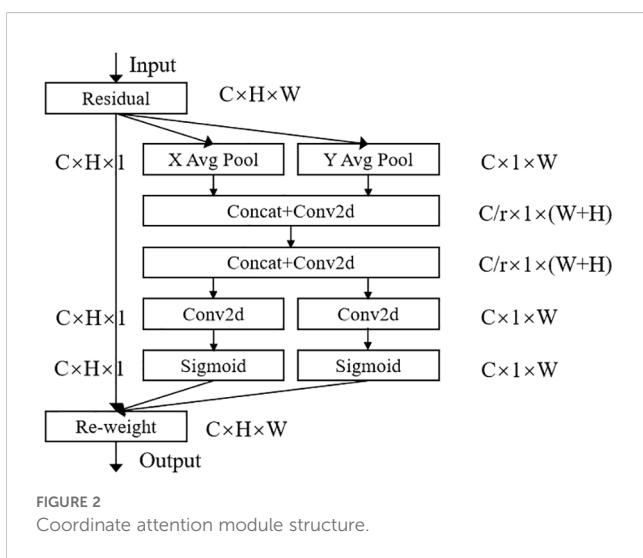 Input
Residual C×H×W
C×H×1 X Avg Pool Y Avg Pool C×1×W
Concat+Conv2d C/r×1×(W+H)
Concat+Conv2d C/r×1×(W+H)
C×H×1 Conv2d Conv2d C×1×W
C×H×1 Sigmoid Sigmoid C×1×W
Re-weight C×H×W
Output
FIGURE 2
Coordinate attention module structure.